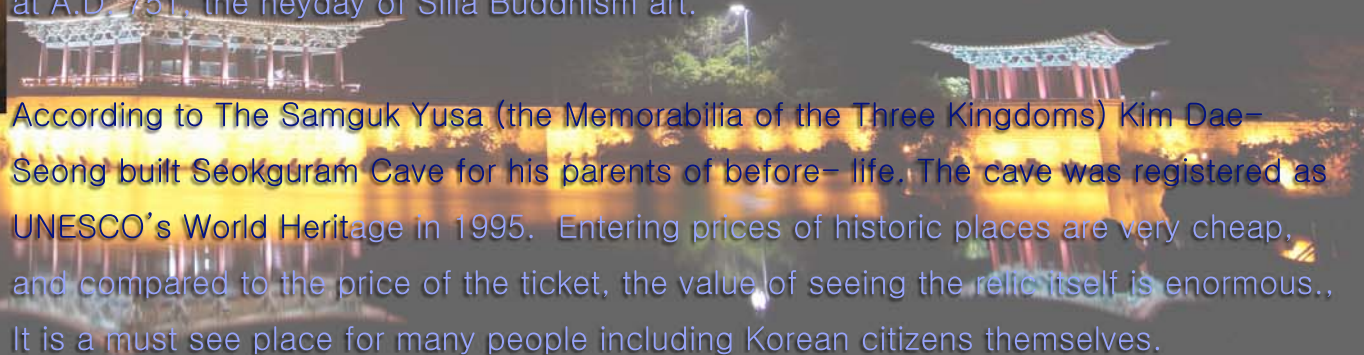 at A.D. 751, the heyday of Silla Buddhism art.
According to The Samguk Yusa (the Memorabilia of the Three Kingdoms) Kim Dae-
Seong built Seokguram Cave for his parents of before- life. The cave was registered as
UNESCO's World Heritage in 1995.  Entering prices of historic places are very cheap,
and compared to the price of the ticket, the value of seeing the relic itself is enormous.,
It is a must see place for many people including Korean citizens themselves.